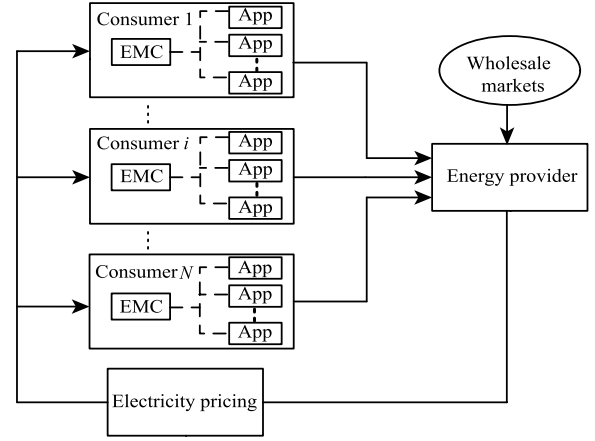 Consumer 1
App
EMC
App
App
Wholesale
markets
Consumer i
App
EMC
App
App
Energy provider
Consumer N
App
EMC
App
App
Electricity pricing